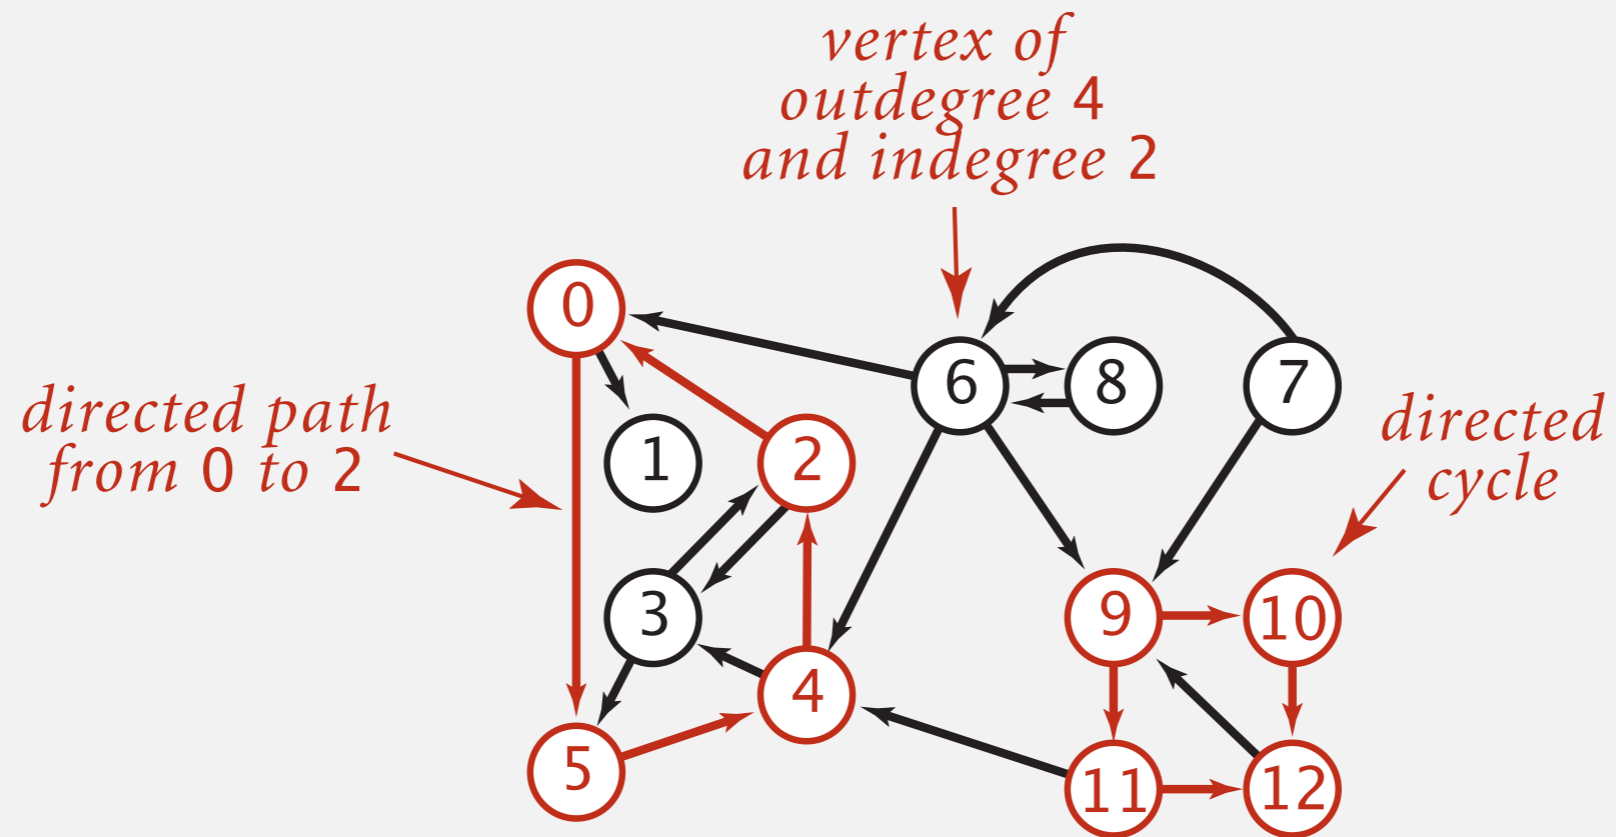 vertex of
outdegree 4
and indegree 2
0
6
8
7
directed path
from 0 to 2
directed
cycle
1
2
3
9
10
4
5
11
12